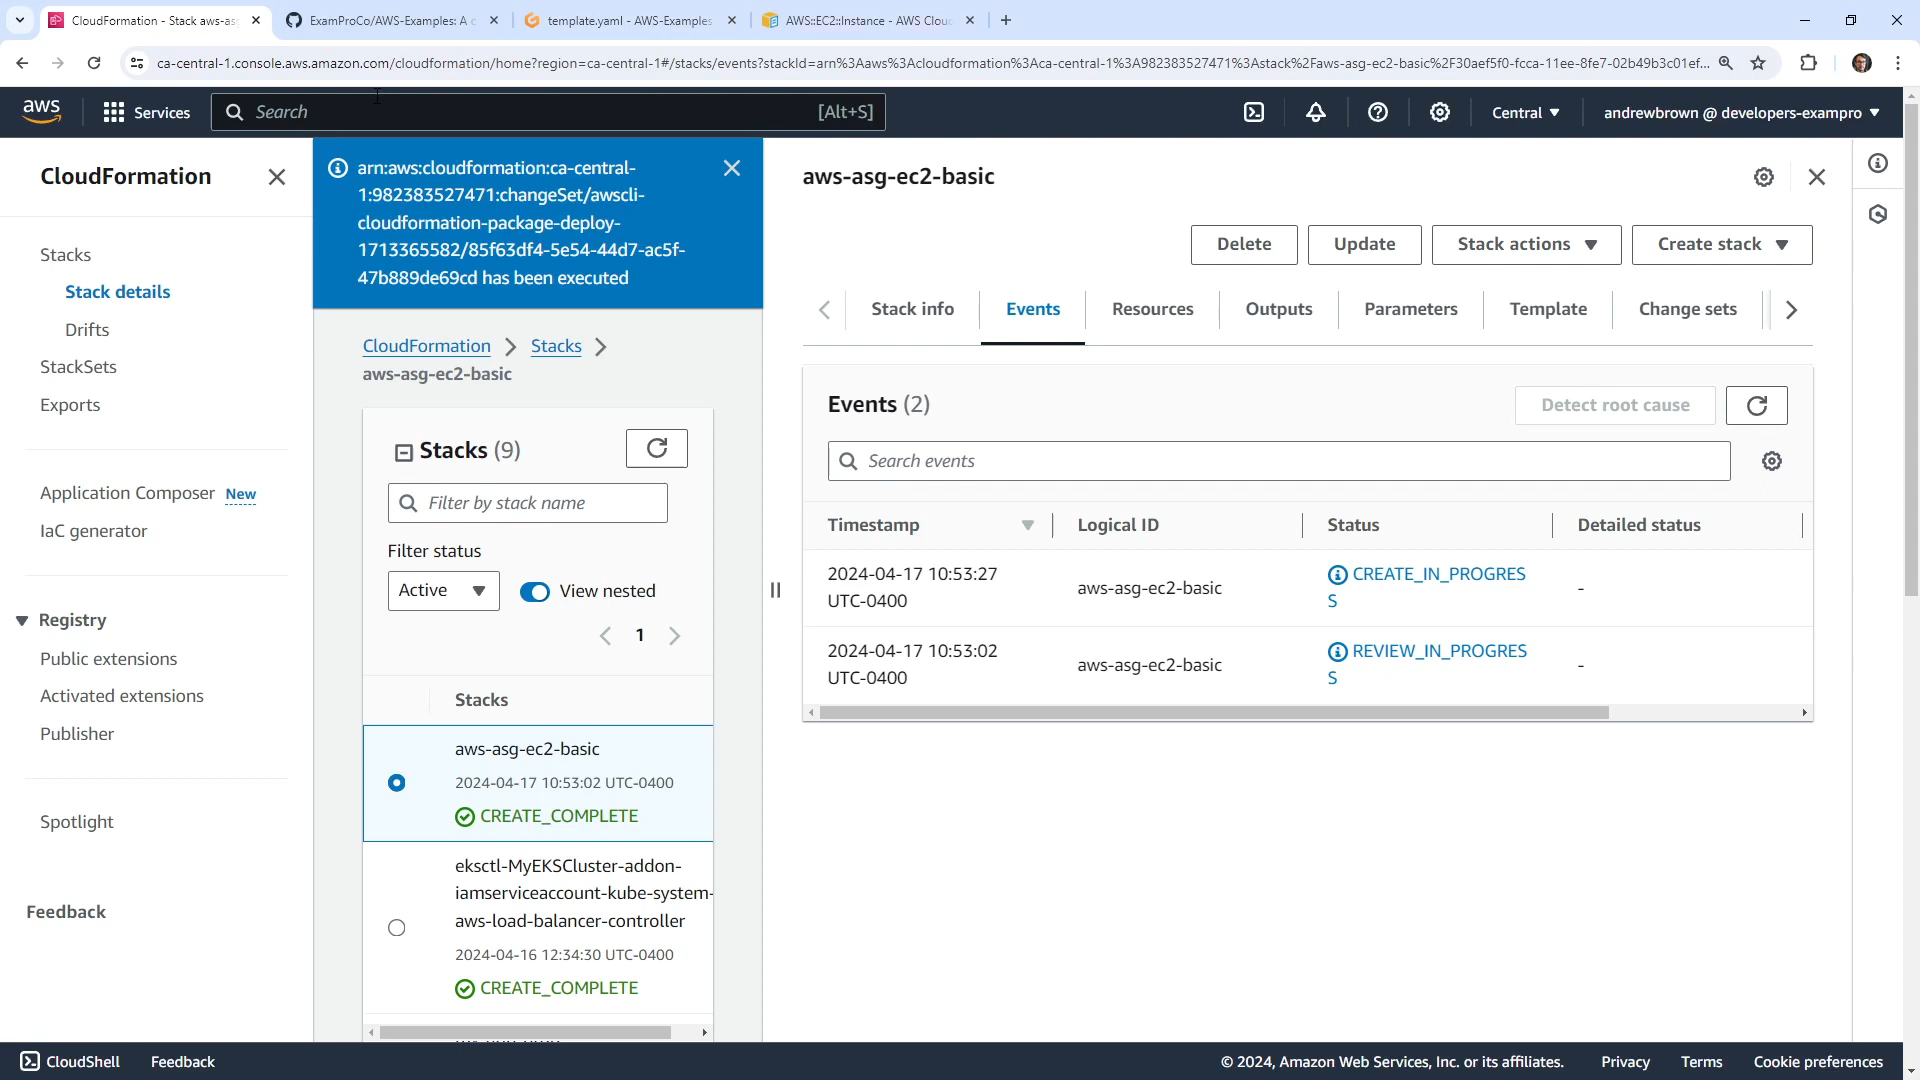 CloudFormation - Stack aws-as
ExamProCo/AWS-Examples: A c
template.yaml - AWS-Examples
AWS::EC2::Instance - AWS Clou
ca-central-1.console.aws.amazon.com/cloudformation/home?region=ca-central-1#/stacks/events?stackId=arn%3Aaws%3Acloudformation%3Aca-central-1%3A982383527471%3Astack%2Faws-asg-ec2-basic%2F30aef5f0-fcca-11ee-8fe7-02b49b3c01ef...
aws
Services
Search
[Alt+S]
Central
andrewbrown @ developers-exampro
CloudFormation
Stacks
Stack details
Drifts
StackSets
Exports
Application Composer New
IaC generator
Registry
Public extensions
Activated extensions
Publisher
Spotlight
Feedback
arn:aws:cloudformation:ca-central-
1:982383527471:changeSet/awscli-
cloudformation-package-deploy-
1713365582/85f63df4-5e54-44d7-ac5f-
47b889de69cd has been executed
CloudFormation
Stacks
aws-asg-ec2-basic
Stacks (9)
Filter by stack name
Filter status
Active
View nested
1
Stacks
aws-asg-ec2-basic
2024-04-17 10:53:02 UTC-0400
CREATE_COMPLETE
eksctl-MyEKSCluster-addon-
iamserviceaccount-kube-system-
aws-load-balancer-controller
2024-04-16 12:34:30 UTC-0400
CREATE_COMPLETE
aws-asg-ec2-basic
Delete
Update
Stack actions
Create stack
Stack info
Events
Resources
Outputs
Parameters
Template
Change sets
Events (2)
Detect root cause
Search events
Timestamp
Logical ID
Status
Detailed status
2024-04-17 10:53:27
UTC-0400
aws-asg-ec2-basic
CREATE_IN_PROGRES
S
-
2024-04-17 10:53:02
UTC-0400
aws-asg-ec2-basic
REVIEW_IN_PROGRES
S
-
CloudShell
Feedback
© 2024, Amazon Web Services, Inc. or its affiliates.
Privacy
Terms
Cookie preferences